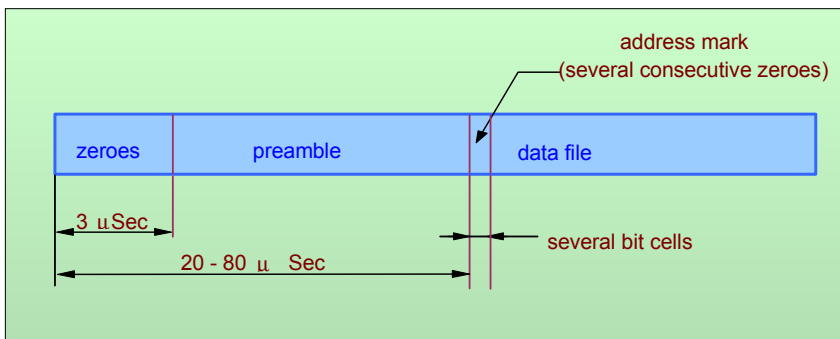 address mark
(several consecutive zeroes)
zeroes
preamble
data file
3 μSec
several bit cells
20 - 80 μ Sec